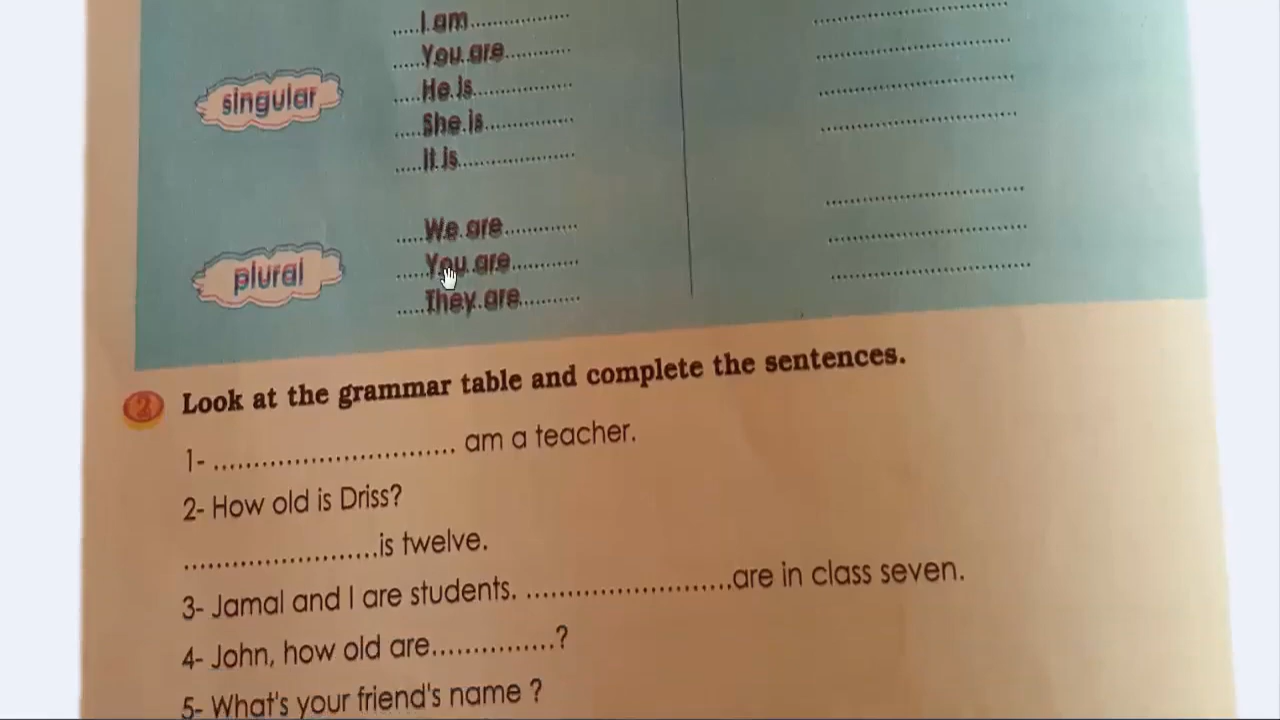 .....I am..............
.....You are..........
singular
.....He is..............
.....She is............
.....It is................
.....We are..........
plural
.....You are..........
.....They are.........
2 Look at the grammar table and complete the sentences.
1- .............................. am a teacher.
2- How old is Driss?
........................is twelve.
3- Jamal and I are students. .........................are in class seven.
4- John, how old are...............?
5- What's your friend's name ?